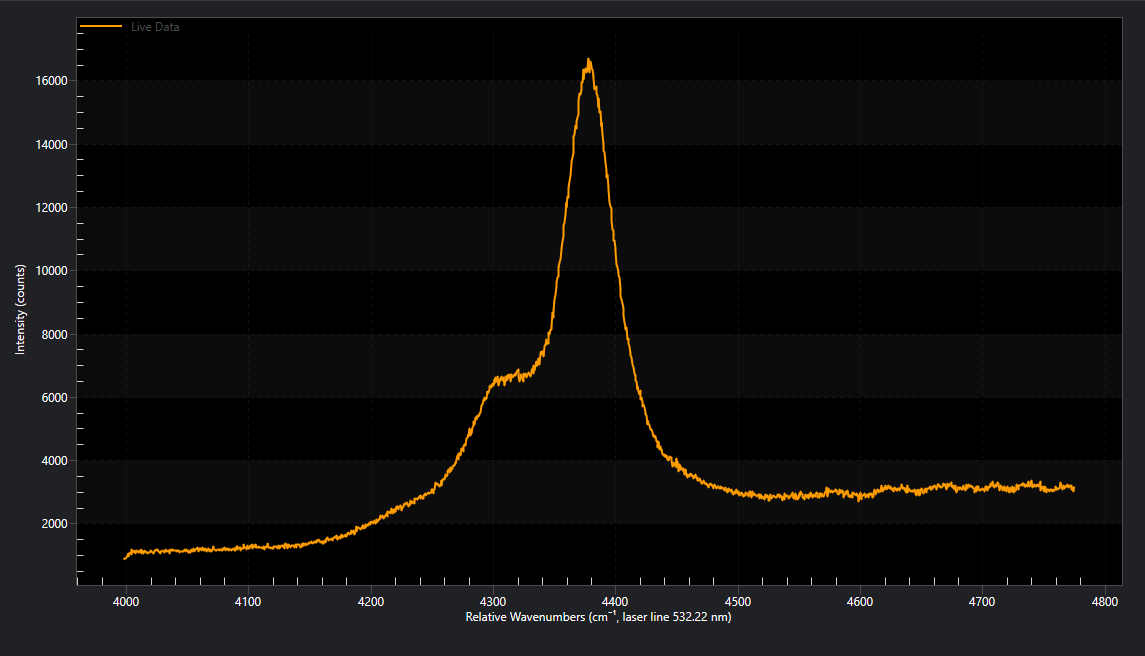 Live Data
16000
14000
12000
10000
8000
6000
4000
2000
Intensity (counts)
4000 4100 4200 4300 4400 4500 4600 4700 4800
Relative Wavenumbers (cm⁻¹, laser line 532.22 nm)